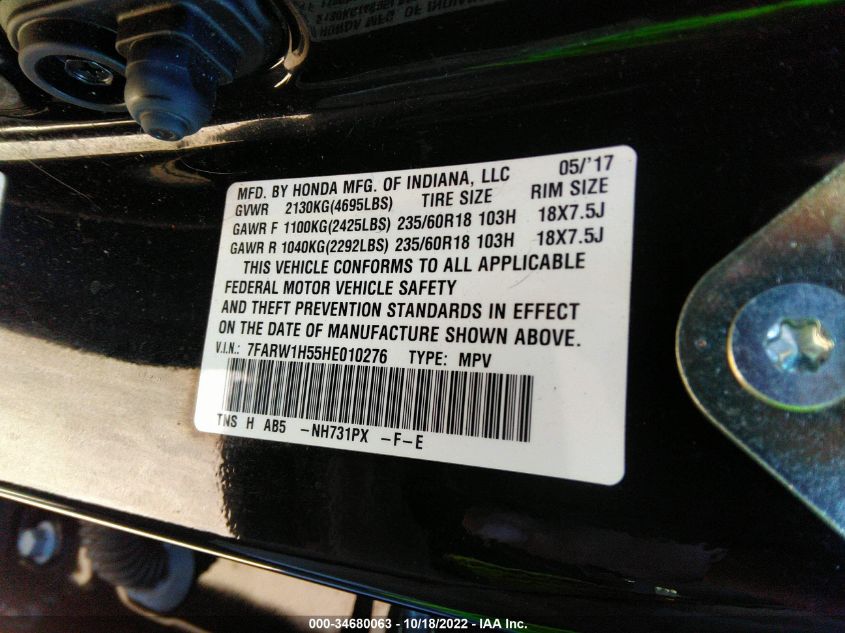 MFD. BY HONDA MFG. OF INDIANA, LLC 05/'17
GVWR 2130KG(4695LBS) TIRE SIZE RIM SIZE
GAWR F 1100KG(2425LBS) 235/60R18 103H 18X7.5J
GAWR R 1040KG(2292LBS) 235/60R18 103H 18X7.5J
THIS VEHICLE CONFORMS TO ALL APPLICABLE
FEDERAL MOTOR VEHICLE SAFETY
AND THEFT PREVENTION STANDARDS IN EFFECT
ON THE DATE OF MANUFACTURE SHOWN ABOVE.
V.I.N.: 7FARW1H55HE010276 TYPE: MPV
TNS H AB5 -NH731PX -F-E
000-34680063 - 10/18/2022 - IAA Inc.